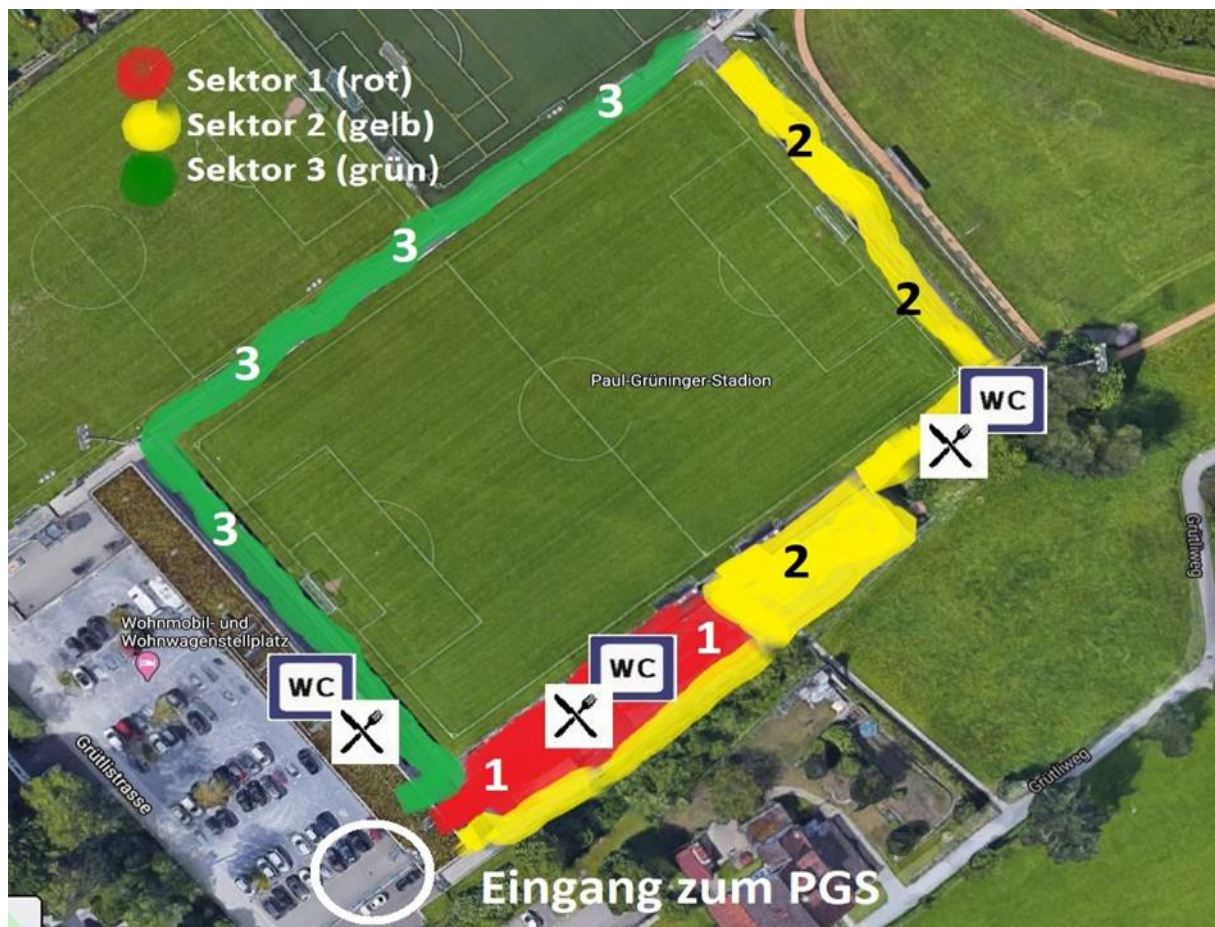 Sektor 1 (rot)
Sektor 2 (gelb)
Sektor 3 (grün)
3
2
3
2
3
Paul-Grüninger-Stadion
WC
3
Grütliweg
2
Wohnmobil- und
Wohnwagenstellplatz
1
WC
WC
Grütlistrasse
1
Grütliweg
Eingang zum PGS